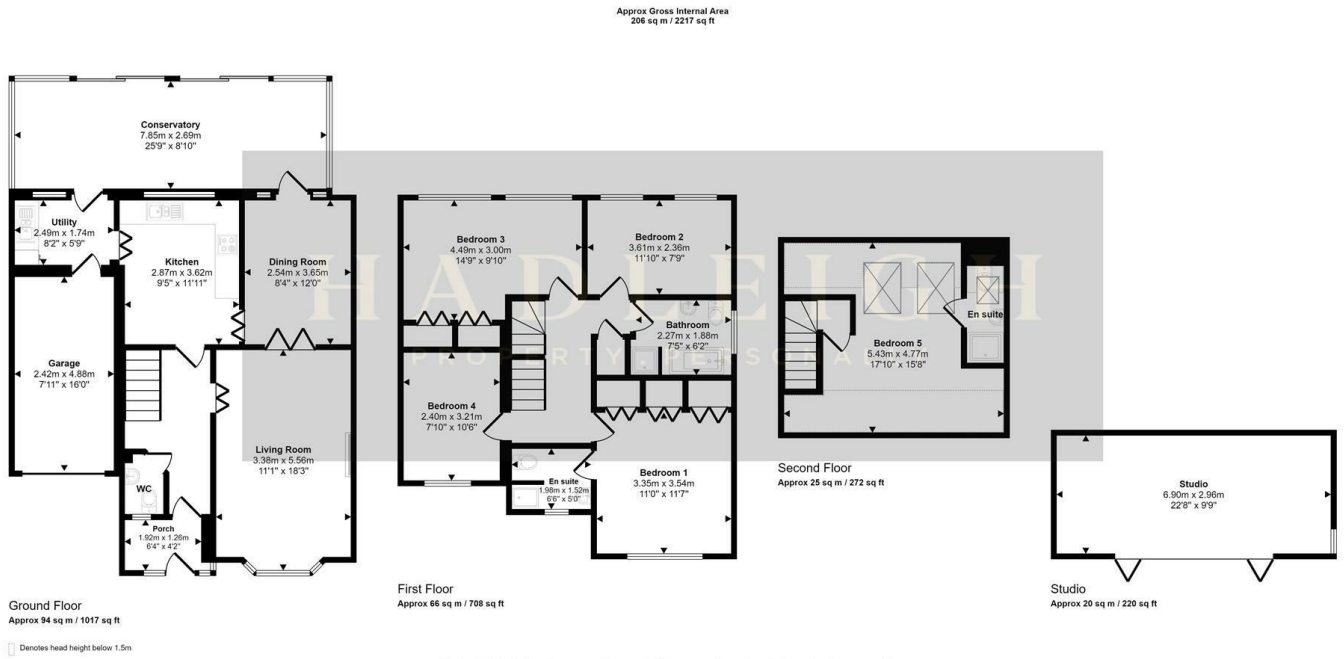 Approx Gross Internal Area
206 sq m / 2217 sq ft
Conservatory
7.85m x 2.69m
25'9" x 8'10"
Utility
2.49m x 1.74m
8'2" x 5'9"
Kitchen
2.87m x 3.62m
9'5" x 11'11"
Dining Room
2.54m x 3.65m
8'4" x 12'0"
Garage
2.42m x 4.88m
7'11" x 16'0"
Living Room
3.38m x 5.56m
11'1" x 18'3"
WC
Porch
1.92m x 1.26m
6'4" x 4'2"
Ground Floor
Approx 94 sq m / 1017 sq ft
Denotes head height below 1.5m
Bedroom 3
4.49m x 3.00m
14'9" x 9'10"
Bedroom 2
3.61m x 2.36m
11'10" x 7'9"
Bathroom
2.27m x 1.88m
7'5" x 6'2"
Bedroom 4
2.40m x 3.21m
7'10" x 10'6"
En suite
1.98m x 1.52m
6'6" x 5'0"
Bedroom 1
3.35m x 3.54m
11'0" x 11'7"
First Floor
Approx 66 sq m / 708 sq ft
En suite
Bedroom 5
5.43m x 4.77m
17'10" x 15'8"
Second Floor
Approx 25 sq m / 272 sq ft
Studio
6.90m x 2.96m
22'8" x 9'9"
Studio
Approx 20 sq m / 220 sq ft
HADLEIGH
PROPERTY. PERSONAL